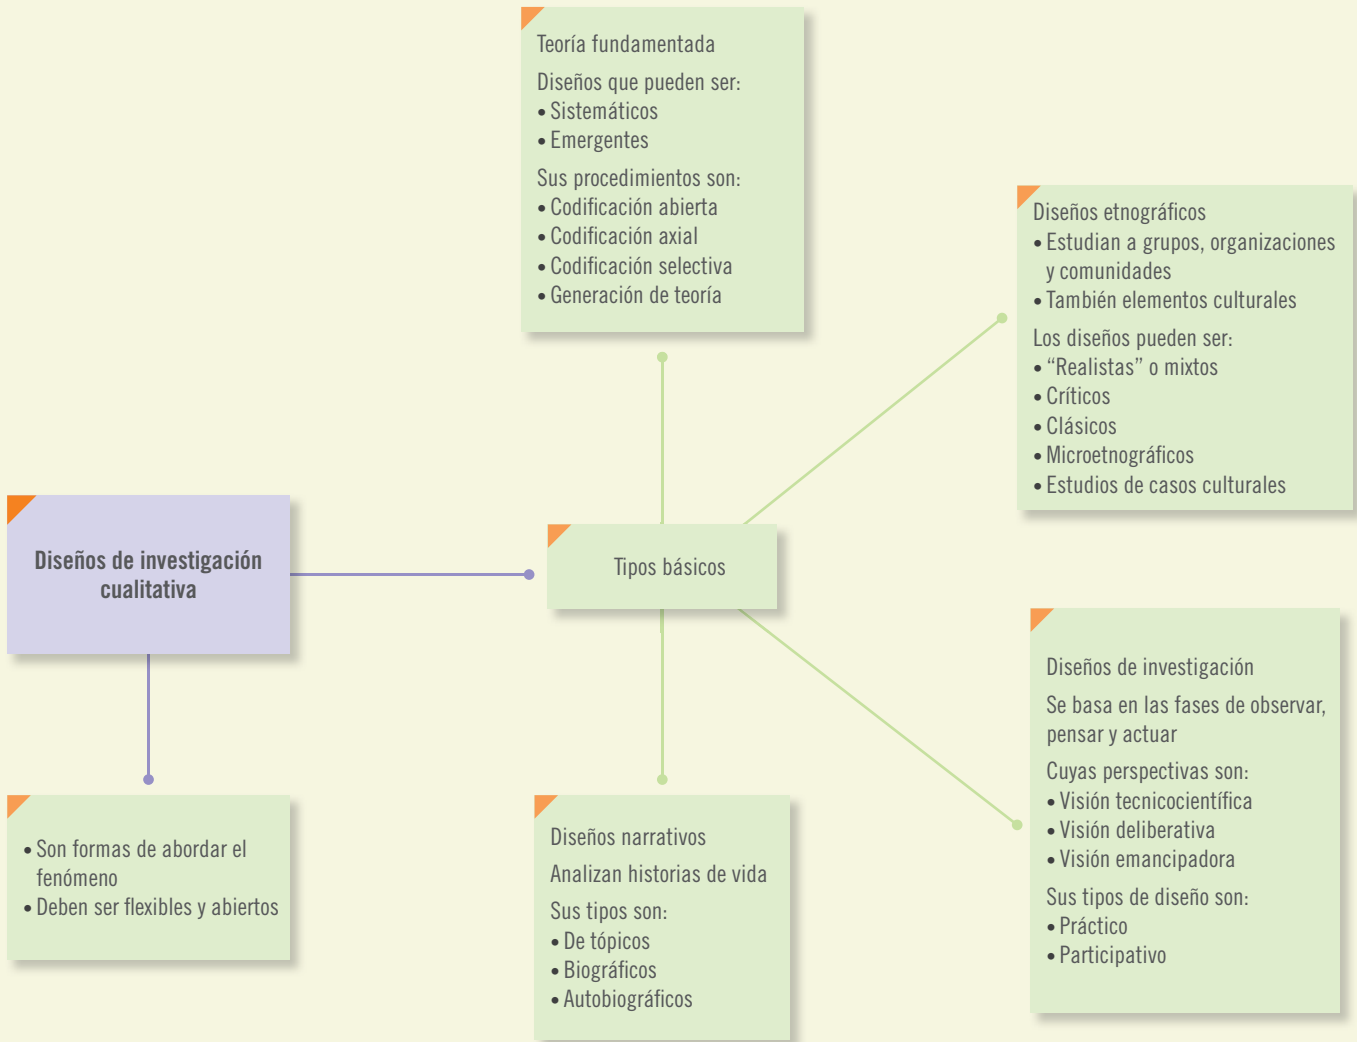 Teoría fundamentada
Diseños que pueden ser:
• Sistemáticos
• Emergentes
Sus procedimientos son:
• Codificación abierta
• Codificación axial
• Codificación selectiva
• Generación de teoría
Diseños etnográficos
• Estudian a grupos, organizaciones
y comunidades
• También elementos culturales
Los diseños pueden ser:
• “Realistas” o mixtos
• Críticos
• Clásicos
• Microetnográficos
• Estudios de casos culturales
Diseños de investigación
cualitativa
Tipos básicos
• Son formas de abordar el
fenómeno
• Deben ser flexibles y abiertos
Diseños narrativos
Analizan historias de vida
Sus tipos son:
• De tópicos
• Biográficos
• Autobiográficos
Diseños de investigación
Se basa en las fases de observar,
pensar y actuar
Cuyas perspectivas son:
• Visión tecnicocientífica
• Visión deliberativa
• Visión emancipadora
Sus tipos de diseño son:
• Práctico
• Participativo